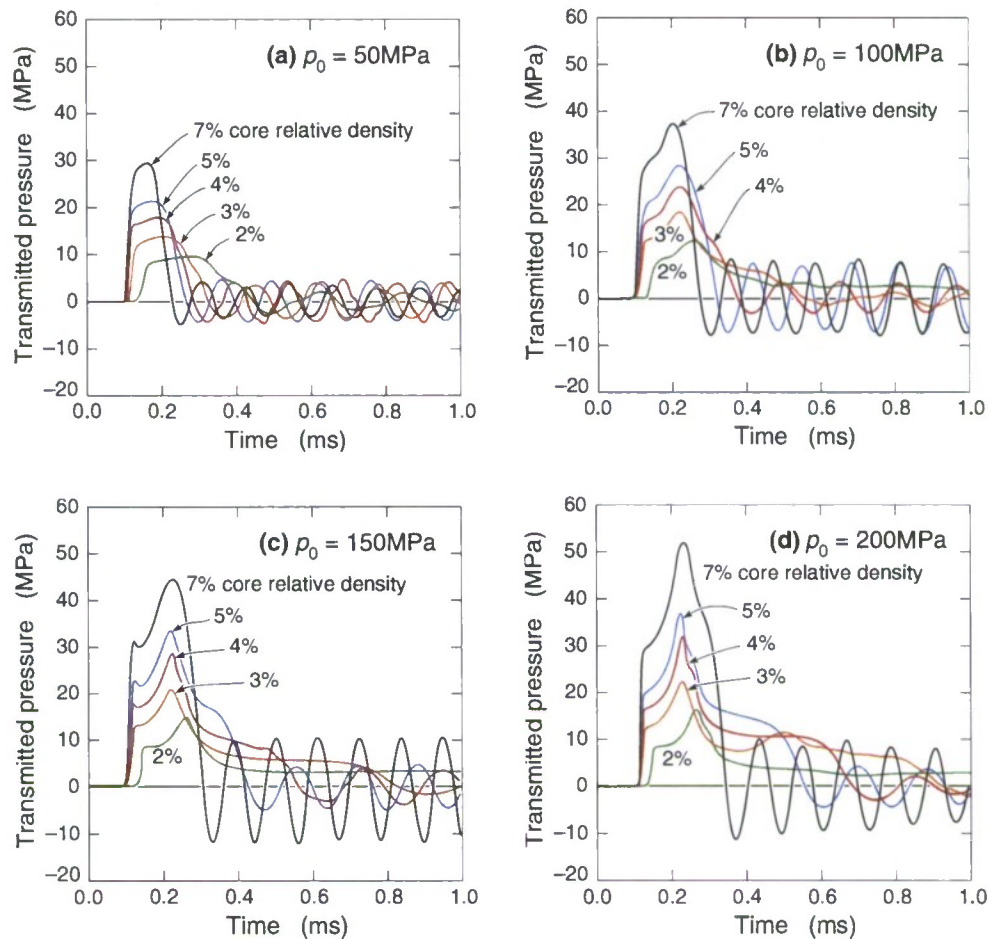 (a) p₀ = 50MPa
Transmitted pressure (MPa)
60
50
40
30
20
10
0
−10
−20
7% core relative density
5%
4%
3%
2%
0.0 0.2 0.4 0.6 0.8 1.0
Time (ms)
(b) p₀ = 100MPa
Transmitted pressure (MPa)
60
50
40
30
20
10
0
−10
−20
7% core relative density
5%
4%
3%
2%
0.0 0.2 0.4 0.6 0.8 1.0
Time (ms)
(c) p₀ = 150MPa
Transmitted pressure (MPa)
60
50
40
30
20
10
0
−10
−20
7% core relative density
5%
4%
3%
2%
0.0 0.2 0.4 0.6 0.8 1.0
Time (ms)
(d) p₀ = 200MPa
Transmitted pressure (MPa)
60
50
40
30
20
10
0
−10
−20
7% core relative density
5%
4%
3%
2%
0.0 0.2 0.4 0.6 0.8 1.0
Time (ms)